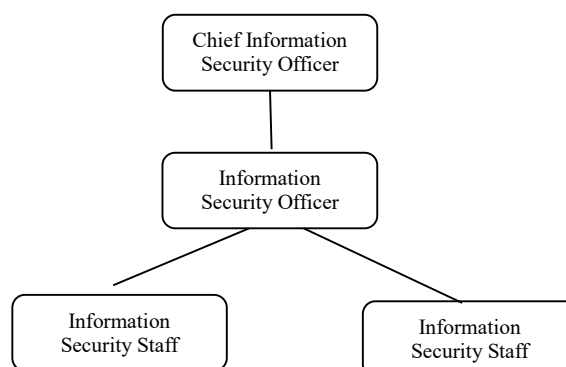 Chief Information
Security Officer
Information
Security Officer
Information
Security Staff
Information
Security Staff